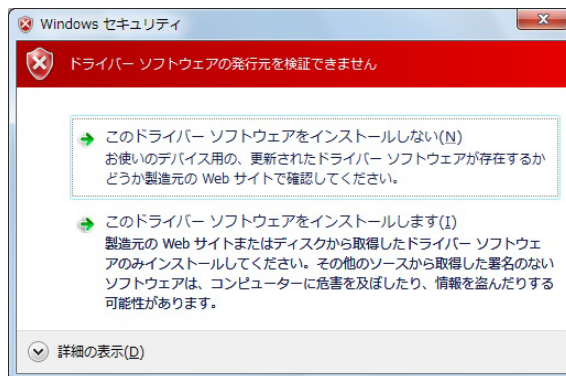 Windows セキュリティ
ドライバー ソフトウェアの発行元を検証できません
このドライバー ソフトウェアをインストールしない(N)
お使いのデバイス用の、更新されたドライバー ソフトウェアが存在するか
どうか製造元の Web サイトで確認してください。
このドライバー ソフトウェアをインストールします(I)
製造元の Web サイトまたはディスクから取得したドライバー ソフトウェ
アのみインストールしてください。その他のソースから取得した署名のない
ソフトウェアは、コンピューターに危害を及ぼしたり、情報を盗んだりする
可能性があります。
詳細の表示(D)